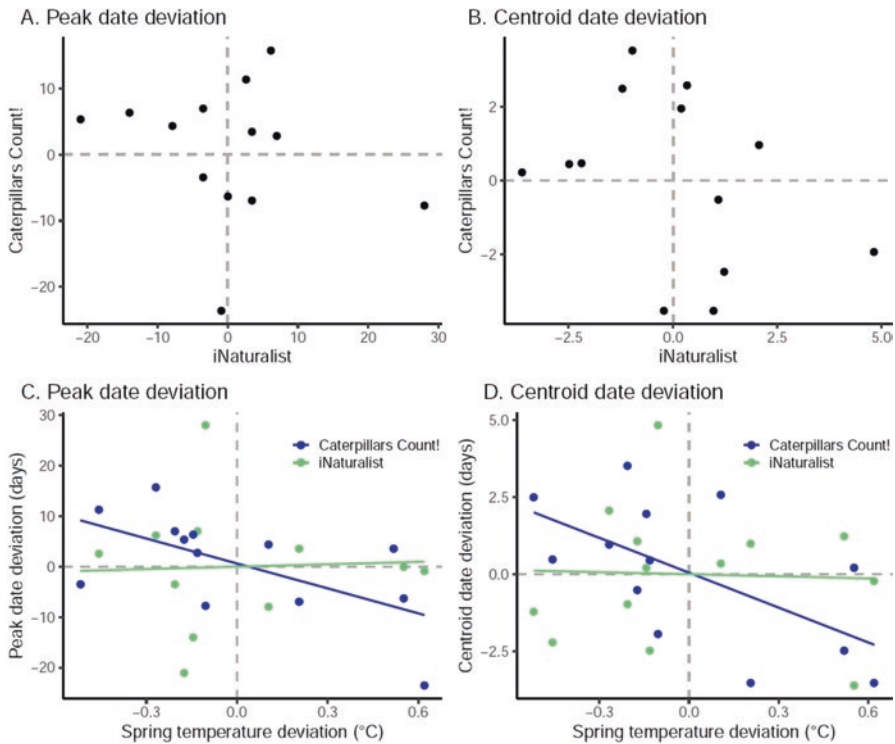 A. Peak date deviation
Caterpillars Count!
10
0
−10
−20
−20
−10
0
10
20
30
iNaturalist
B. Centroid date deviation
Caterpillars Count!
2
0
−2
−2.5
0.0
2.5
5.0
iNaturalist
C. Peak date deviation
Peak date deviation (days)
30
20
10
0
−10
−20
Caterpillars Count!
iNaturalist
−0.3
0.0
0.3
0.6
Spring temperature deviation (°C)
D. Centroid date deviation
Centroid date deviation (days)
5.0
2.5
0.0
−2.5
Caterpillars Count!
iNaturalist
−0.3
0.0
0.3
0.6
Spring temperature deviation (°C)